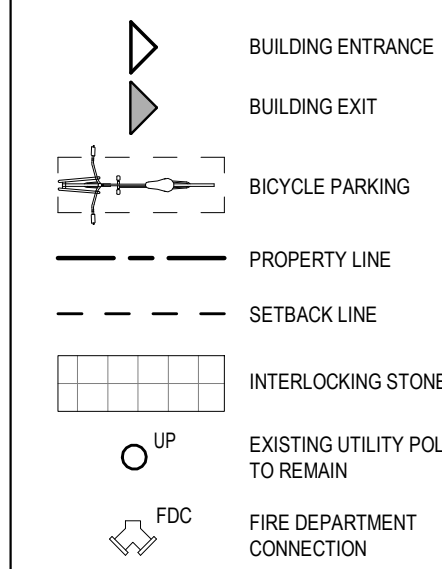 BUILDING ENTRANCE
BUILDING EXIT
BICYCLE PARKING
PROPERTY LINE
SETBACK LINE
INTERLOCKING STONE
UP EXISTING UTILITY POL
TO REMAIN
FDC FIRE DEPARTMENT
CONNECTION